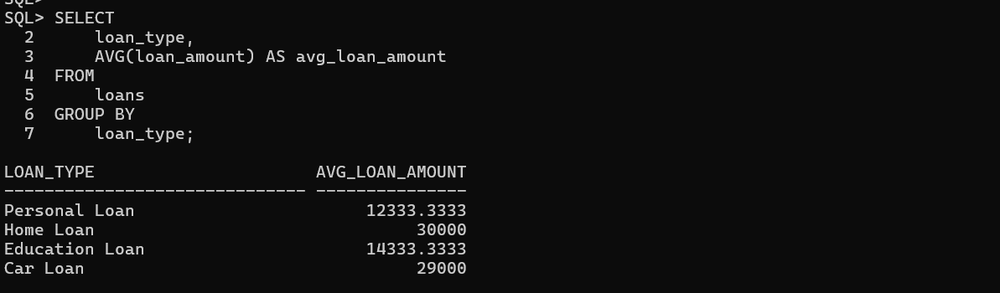 SQL>
SQL> SELECT
  2      loan_type,
  3      AVG(loan_amount) AS avg_loan_amount
  4  FROM
  5      loans
  6  GROUP BY
  7      loan_type;

LOAN_TYPE                      AVG_LOAN_AMOUNT
------------------------------ ---------------
Personal Loan                       12333.3333
Home Loan                                30000
Education Loan                      14333.3333
Car Loan                                 29000